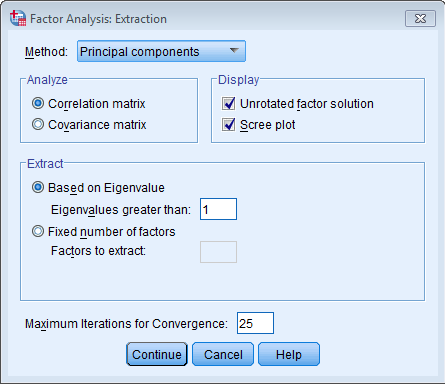 Factor Analysis: Extraction
Method: Principal components
Analyze
Correlation matrix
Covariance matrix
Display
Unrotated factor solution
Scree plot
Extract
Based on Eigenvalue
Eigenvalues greater than: 1
Fixed number of factors
Factors to extract:
Maximum Iterations for Convergence: 25
Continue Cancel Help